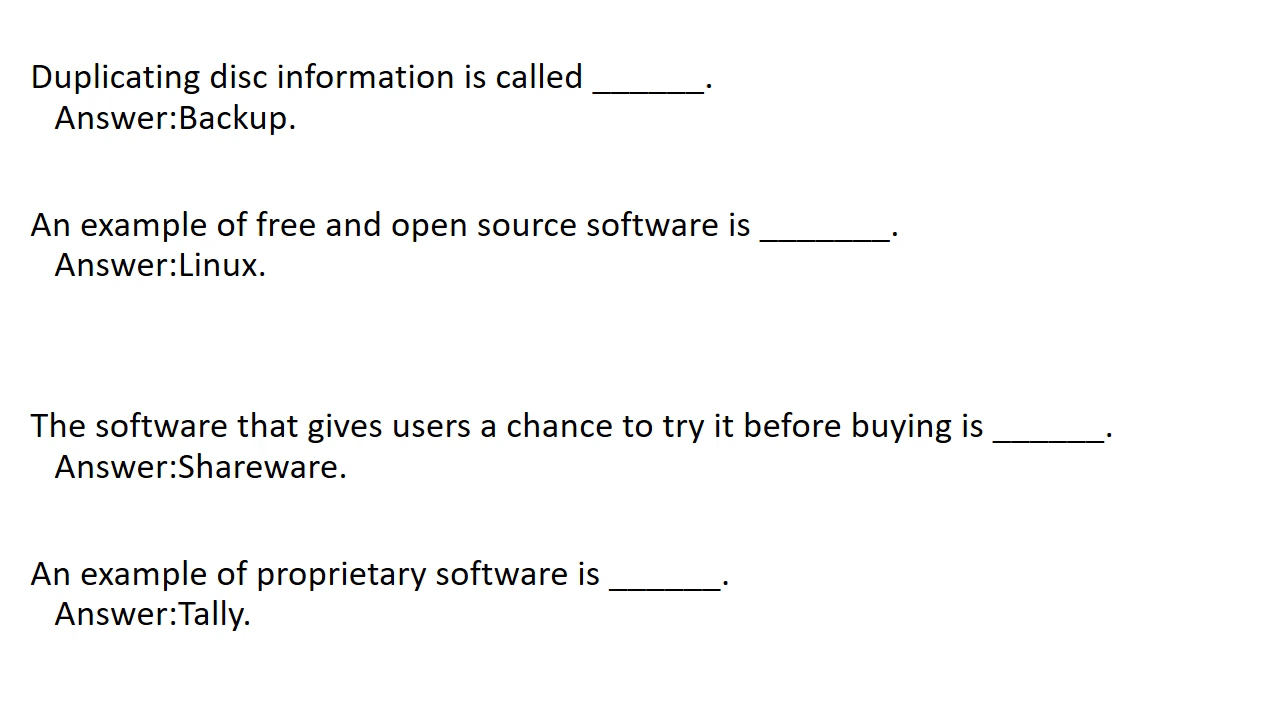 Duplicating disc information is called ______.
Answer:Backup.
An example of free and open source software is _______.
Answer:Linux.
The software that gives users a chance to try it before buying is ______.
Answer:Shareware.
An example of proprietary software is ______.
Answer:Tally.